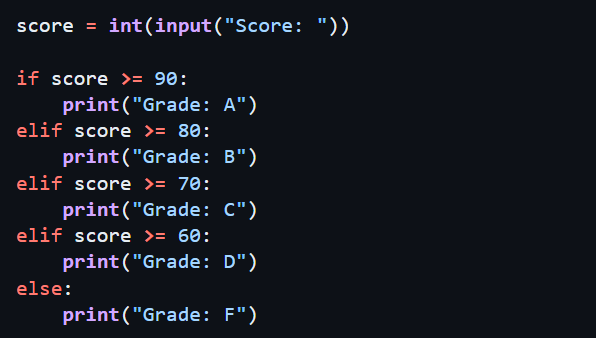 score = int(input("Score: "))

if score >= 90:
    print("Grade: A")
elif score >= 80:
    print("Grade: B")
elif score >= 70:
    print("Grade: C")
elif score >= 60:
    print("Grade: D")
else:
    print("Grade: F")